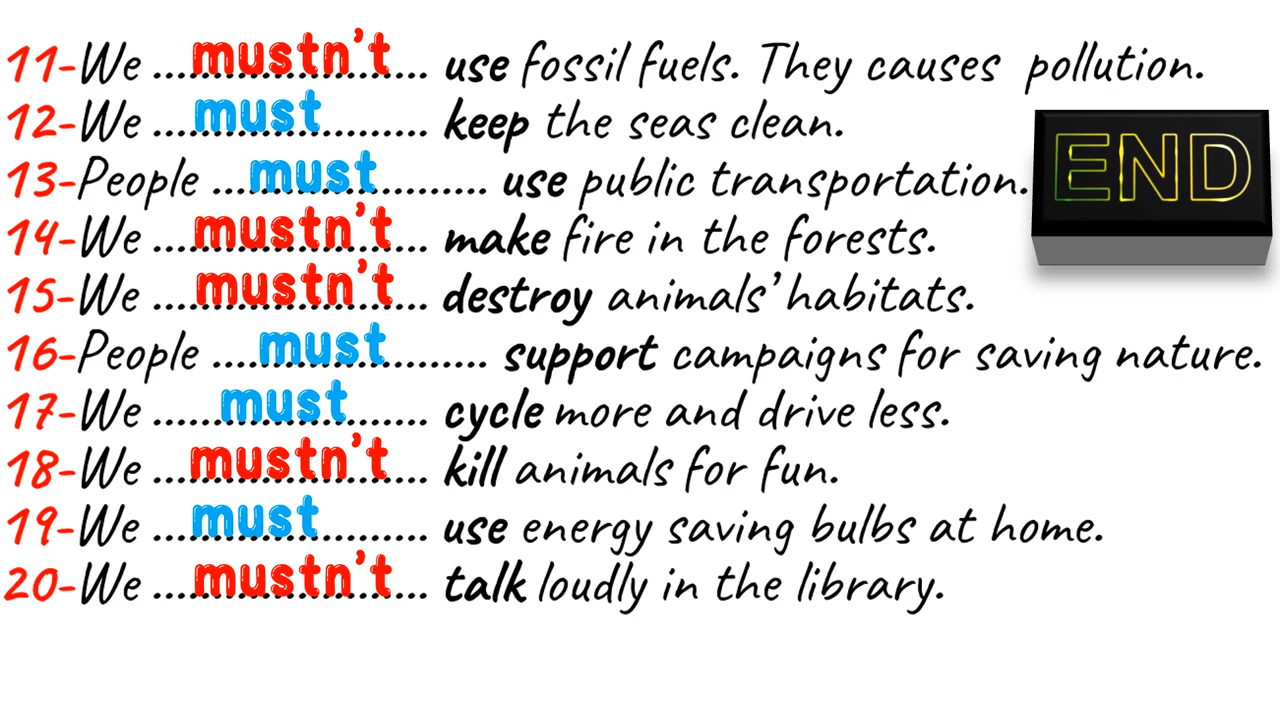 11-We ....mustn't.... use fossil fuels. They causes pollution.
12-We ....must......... keep the seas clean.
13-People ....must......... use public transportation.
END
14-We ....mustn't.... make fire in the forests.
15-We ....mustn't.... destroy animals' habitats.
16-People ....must......... support campaigns for saving nature.
17-We ......must....... cycle more and drive less.
18-We ....mustn't.... kill animals for fun.
19-We ....must......... use energy saving bulbs at home.
20-We ....mustn't.... talk loudly in the library.